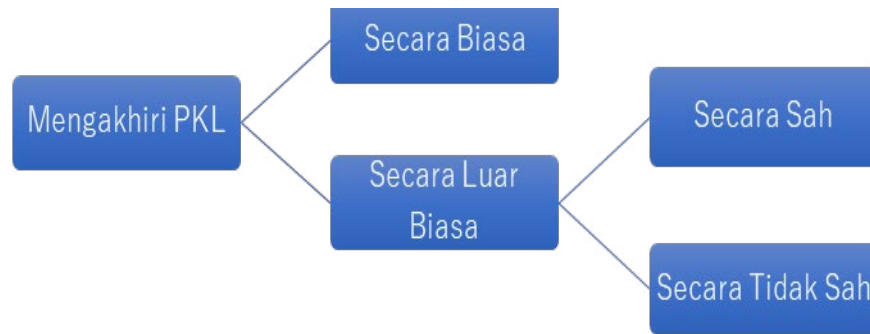 Mengakhiri PKL
Secara Biasa
Secara Luar
Biasa
Secara Sah
Secara Tidak Sah